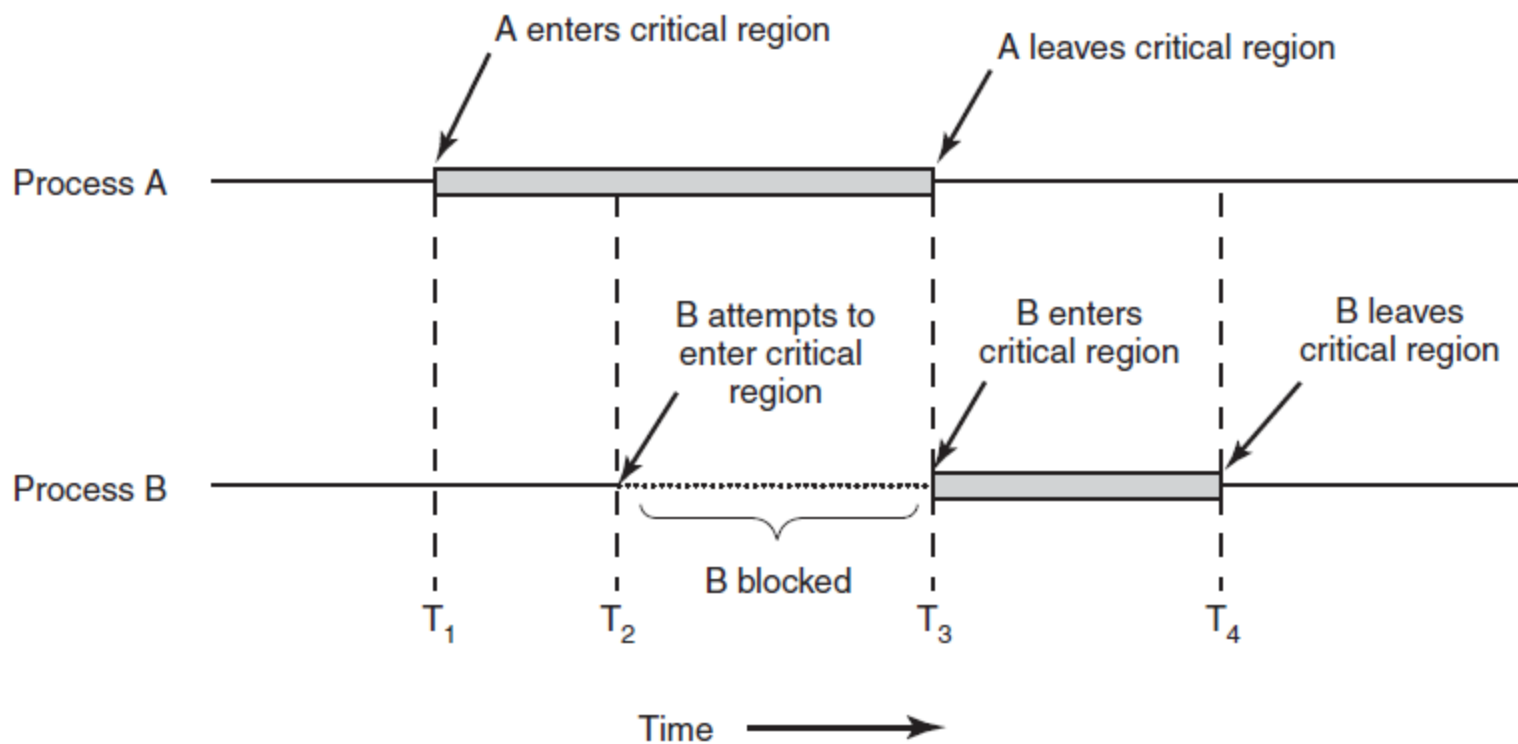 A enters critical region
A leaves critical region
Process A
B attempts to
enter critical
region
B enters
critical region
B leaves
critical region
Process B
B blocked
T₁
T₂
T₃
T₄
Time